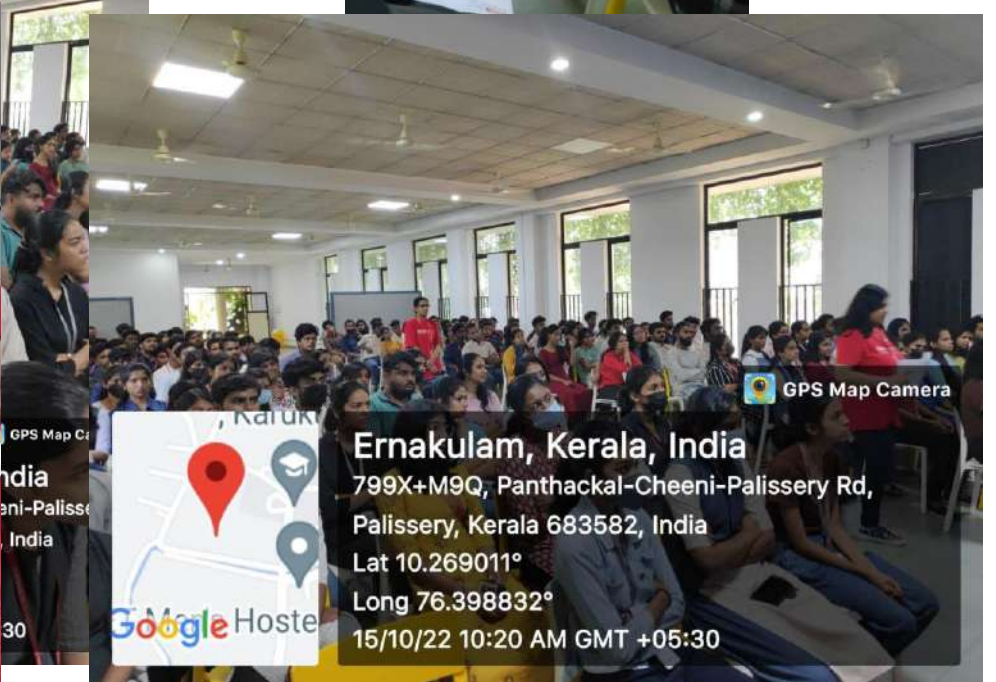 GPS Map Ca
ndia
eni-Palisse
, India
:30
GPS Map Camera
, Karuk
Google
Hoste
Ernakulam, Kerala, India
799X+M9Q, Panthackal-Cheeni-Palissery Rd,
Palissery, Kerala 683582, India
Lat 10.269011°
Long 76.398832°
15/10/22 10:20 AM GMT +05:30